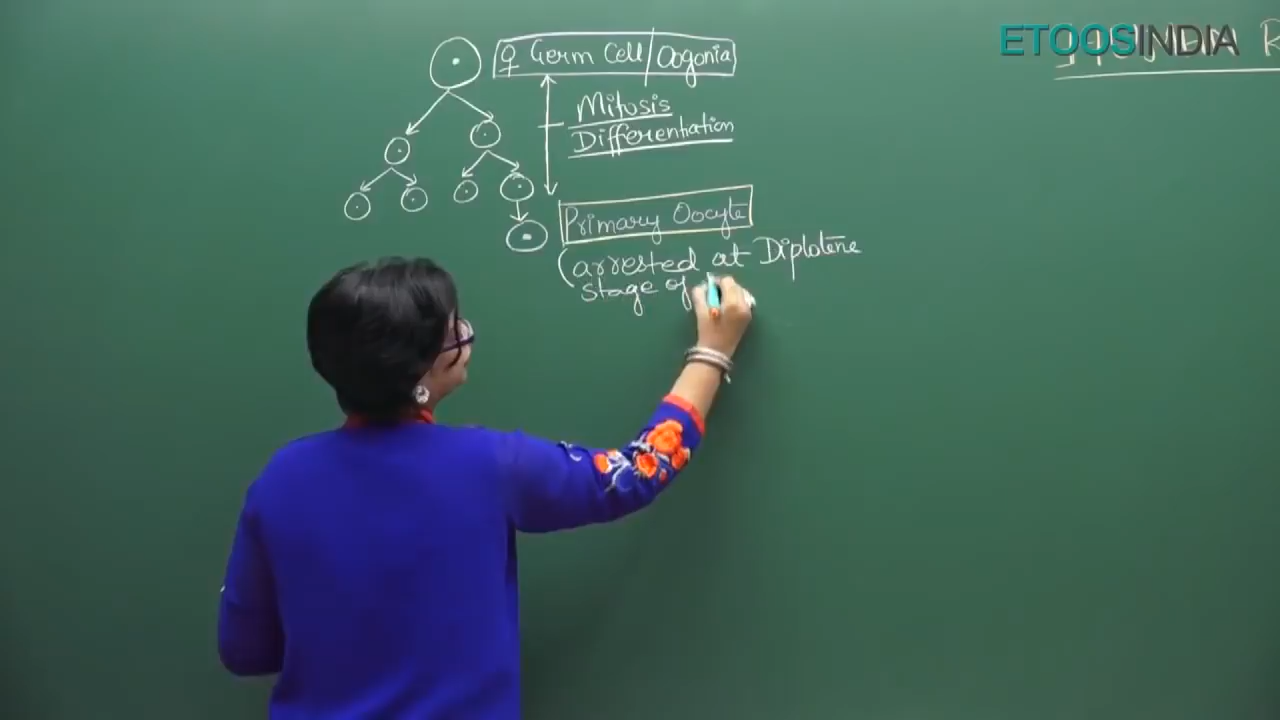 ETOOSINDIA
♀ Germ Cell/Oogonia
Mitosis
Differentiation
Primary Oocyte
(arrested at Diplotene
stage of